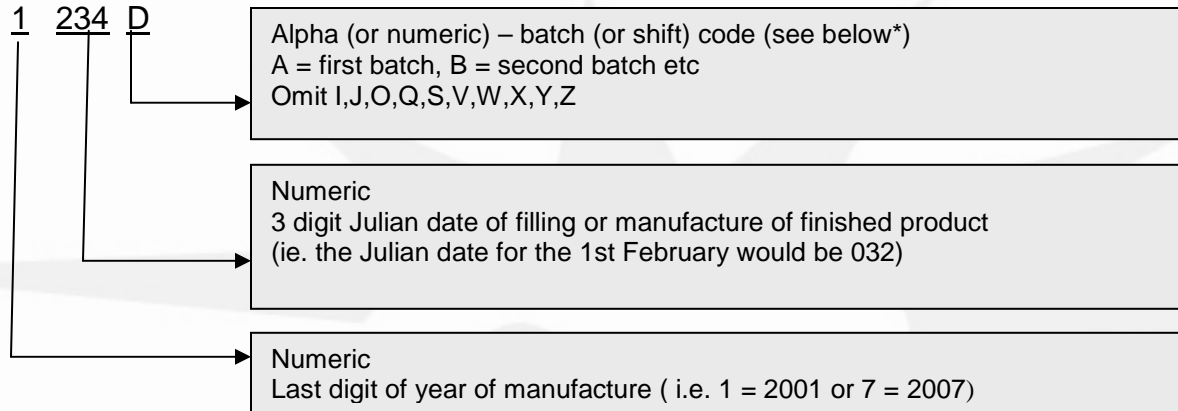 1 234 D
Alpha (or numeric) – batch (or shift) code (see below*)
A = first batch, B = second batch etc
Omit I,J,O,Q,S,V,W,X,Y,Z
Numeric
3 digit Julian date of filling or manufacture of finished product
(ie. the Julian date for the 1st February would be 032)
Numeric
Last digit of year of manufacture ( i.e. 1 = 2001 or 7 = 2007)